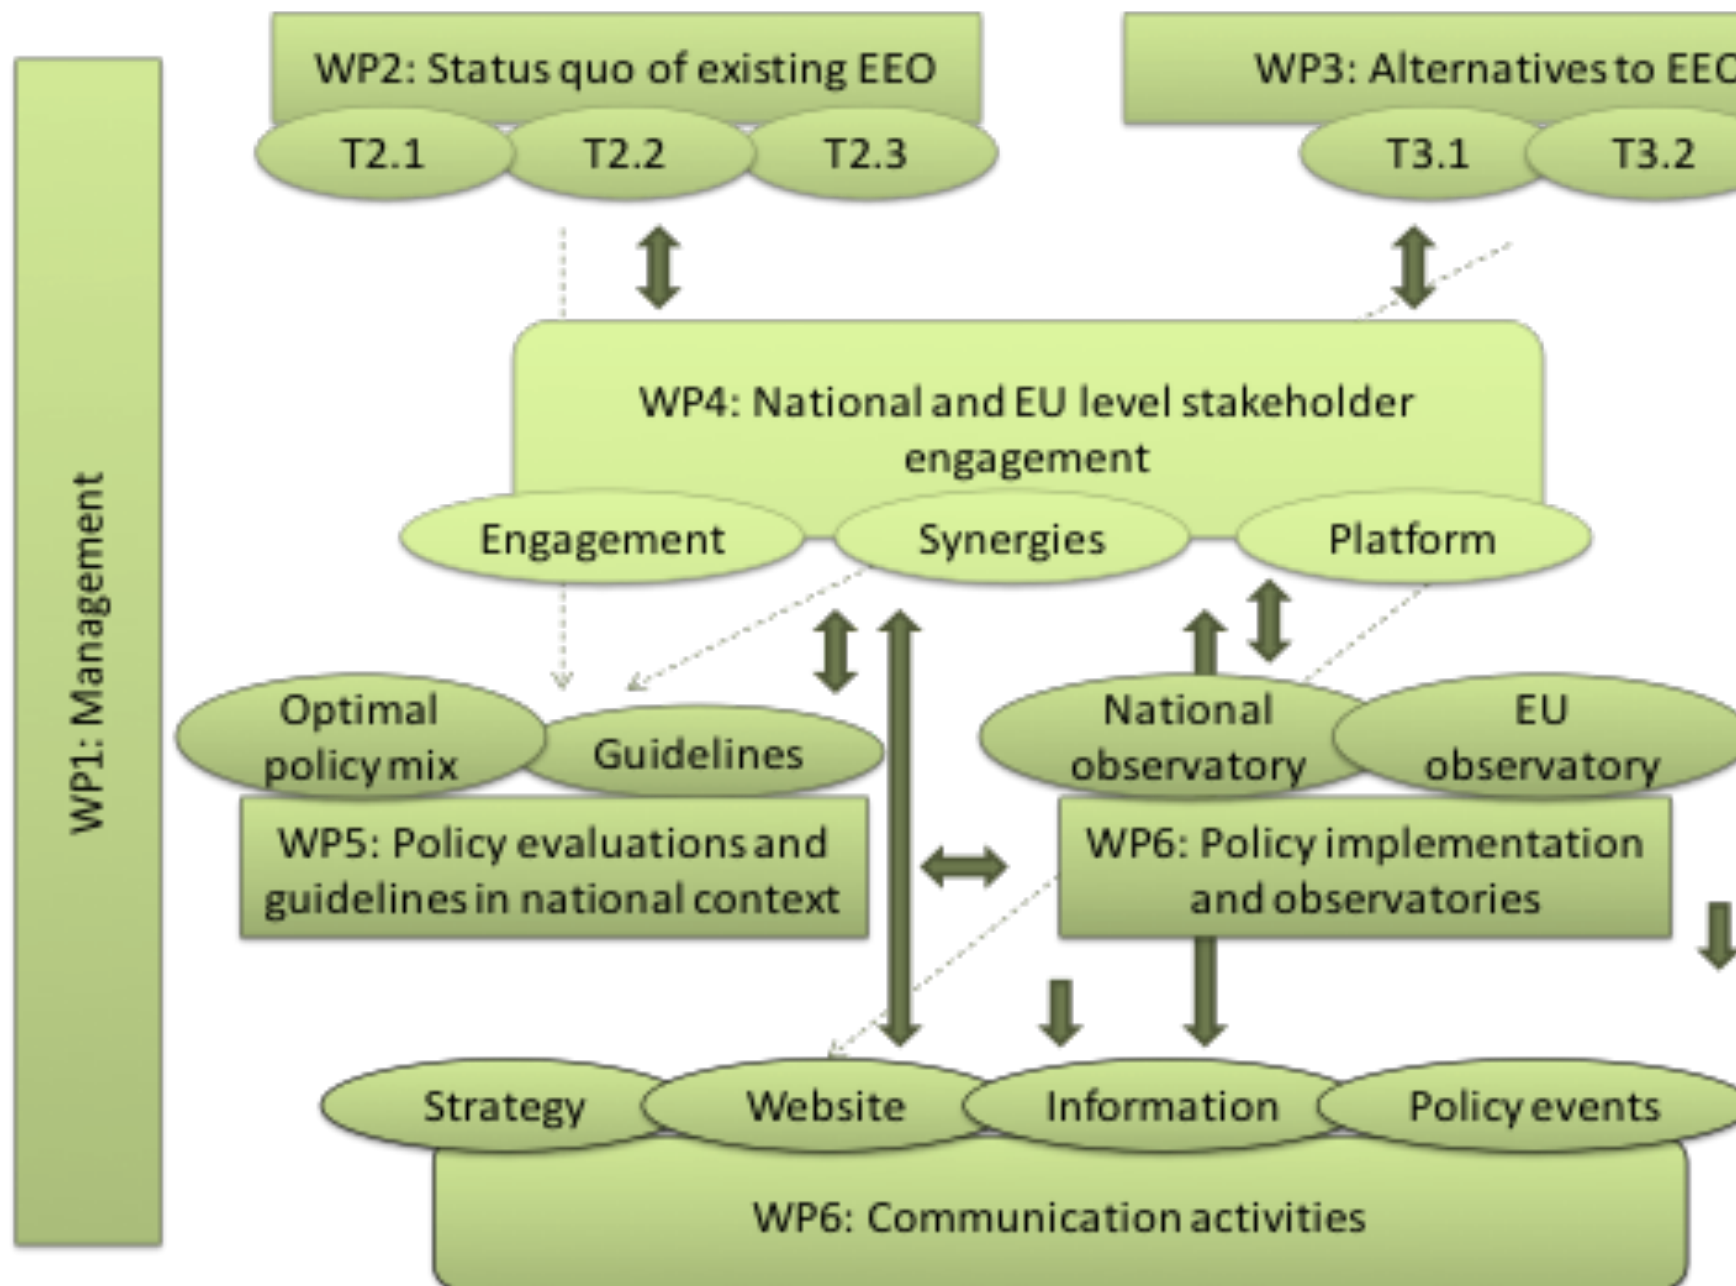 WP1: Management
WP2: Status quo of existing EEO
T2.1
T2.2
T2.3
WP3: Alternatives to EEO
T3.1
T3.2
WP4: National and EU level stakeholder
engagement
Engagement
Synergies
Platform
Optimal
policy mix
Guidelines
WP5: Policy evaluations and
guidelines in national context
National
observatory
EU
observatory
WP6: Policy implementation
and observatories
Strategy
Website
Information
Policy events
WP6: Communication activities